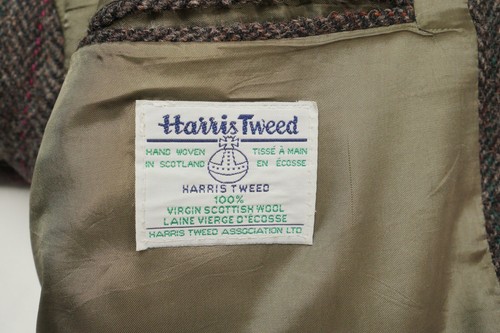 Harris Tweed
HAND WOVEN TISSÉ À MAIN
IN SCOTLAND EN ÉCOSSE
HARRIS TWEED
100%
VIRGIN SCOTTISH WOOL
LAINE VIERGE D'ÉCOSSE
HARRIS TWEED ASSOCIATION LTD